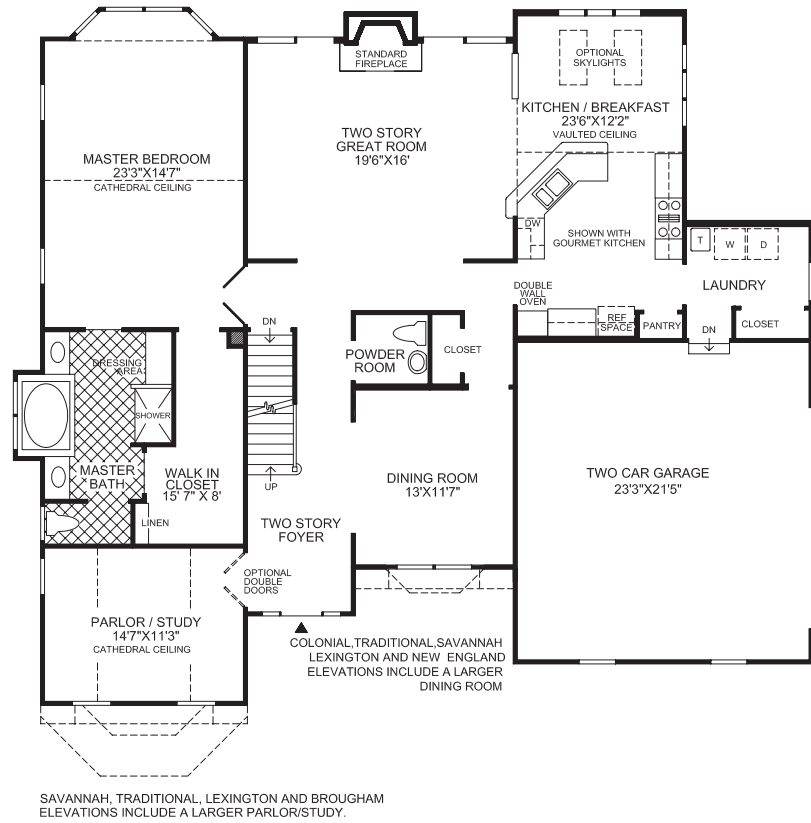 STANDARD
FIREPLACE
OPTIONAL
SKYLIGHTS
KITCHEN / BREAKFAST
23'6"X12'2"
VAULTED CEILING
TWO STORY
GREAT ROOM
19'6"X16'
MASTER BEDROOM
23'3"X14'7"
CATHEDRAL CEILING
DW
SHOWN WITH
GOURMET KITCHEN
T
W
D
LAUNDRY
DOUBLE
WALL
OVEN
REF
SPACE
PANTRY
DN
CLOSET
DN
POWDER
ROOM
CLOSET
DRESSING
AREA
SHOWER
MASTER
BATH
WALK IN
CLOSET
15' 7" X 8'
UP
DINING ROOM
13'X11'7"
TWO CAR GARAGE
23'3"X21'5"
LINEN
TWO STORY
FOYER
OPTIONAL
DOUBLE
DOORS
PARLOR / STUDY
14'7"X11'3"
CATHEDRAL CEILING
COLONIAL,TRADITIONAL,SAVANNAH
LEXINGTON AND NEW ENGLAND
ELEVATIONS INCLUDE A LARGER
DINING ROOM
SAVANNAH, TRADITIONAL, LEXINGTON AND BROUGHAM
ELEVATIONS INCLUDE A LARGER PARLOR/STUDY.